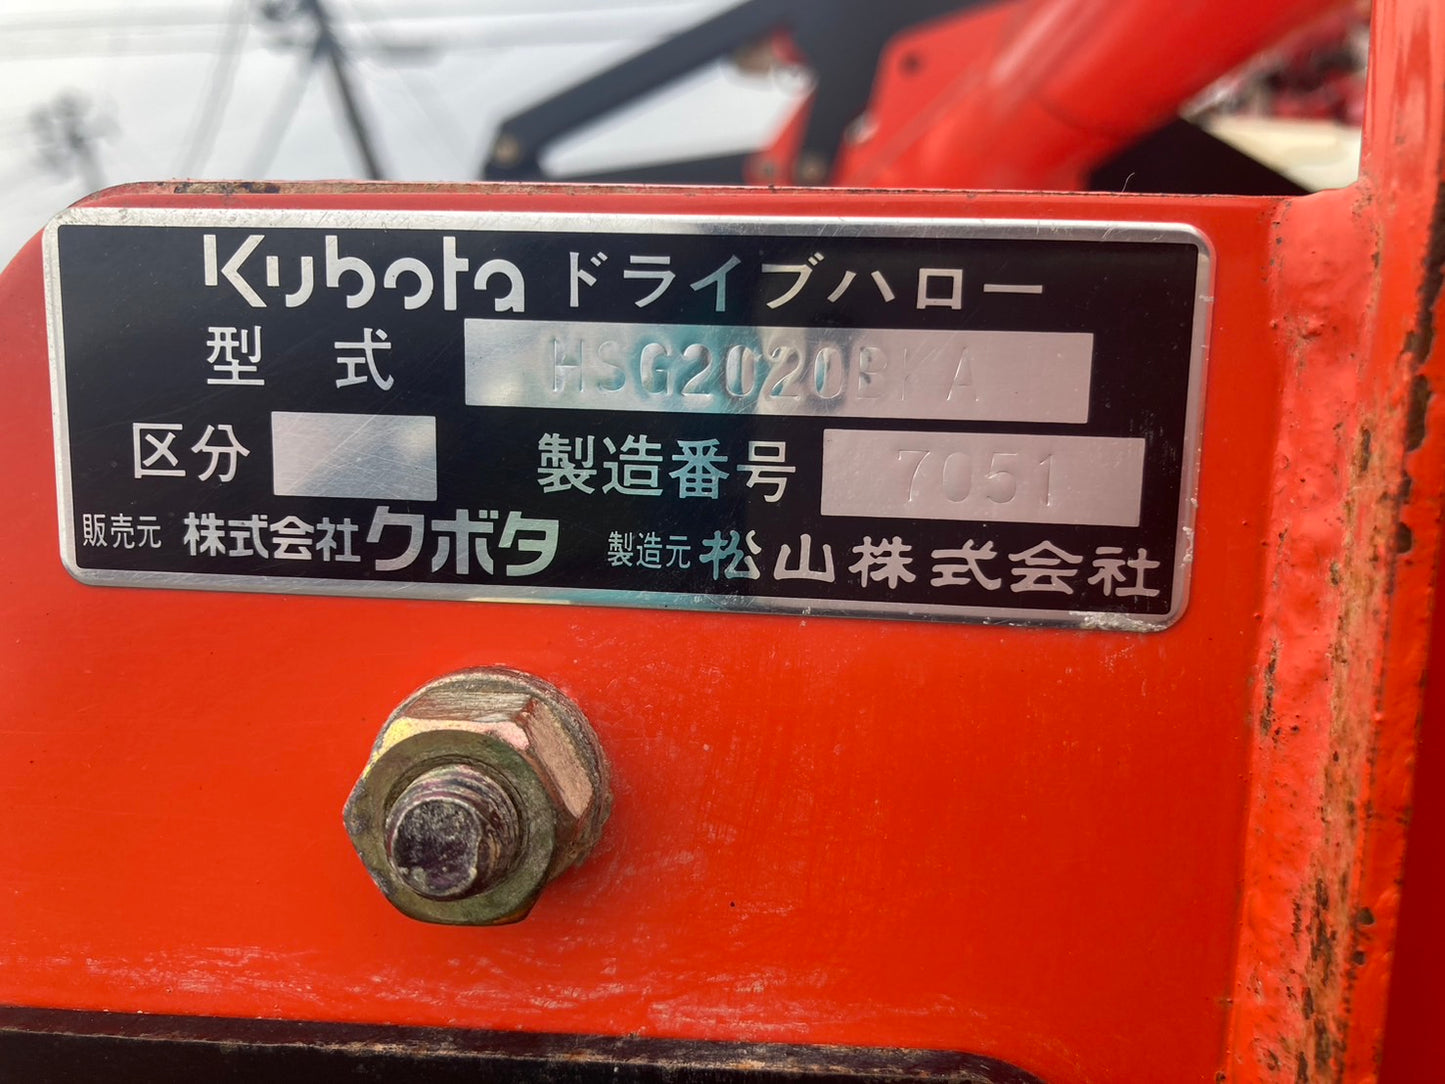 Kubota ドライブハロー
型式 HSG2020BKA
区分 製造番号 7051
販売元 株式会社クボタ 製造元 松山株式会社